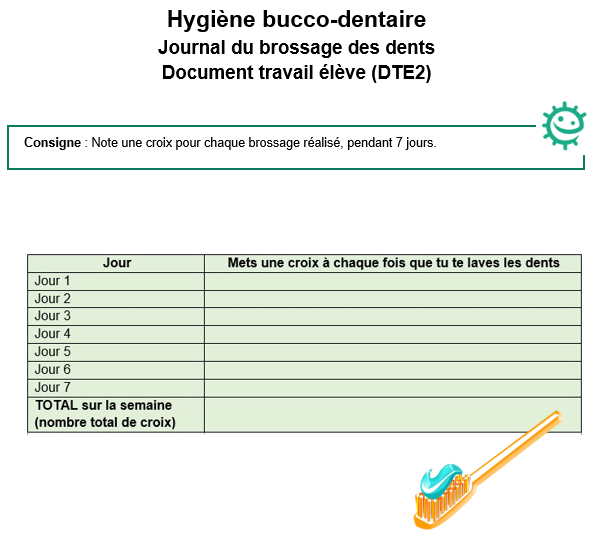 Hygiène bucco-dentaire
Journal du brossage des dents
Document travail élève (DTE2)
Consigne : Note une croix pour chaque brossage réalisé, pendant 7 jours.
Jour Mets une croix à chaque fois que tu te laves les dents
Jour 1
Jour 2
Jour 3
Jour 4
Jour 5
Jour 6
Jour 7
TOTAL sur la semaine
(nombre total de croix)